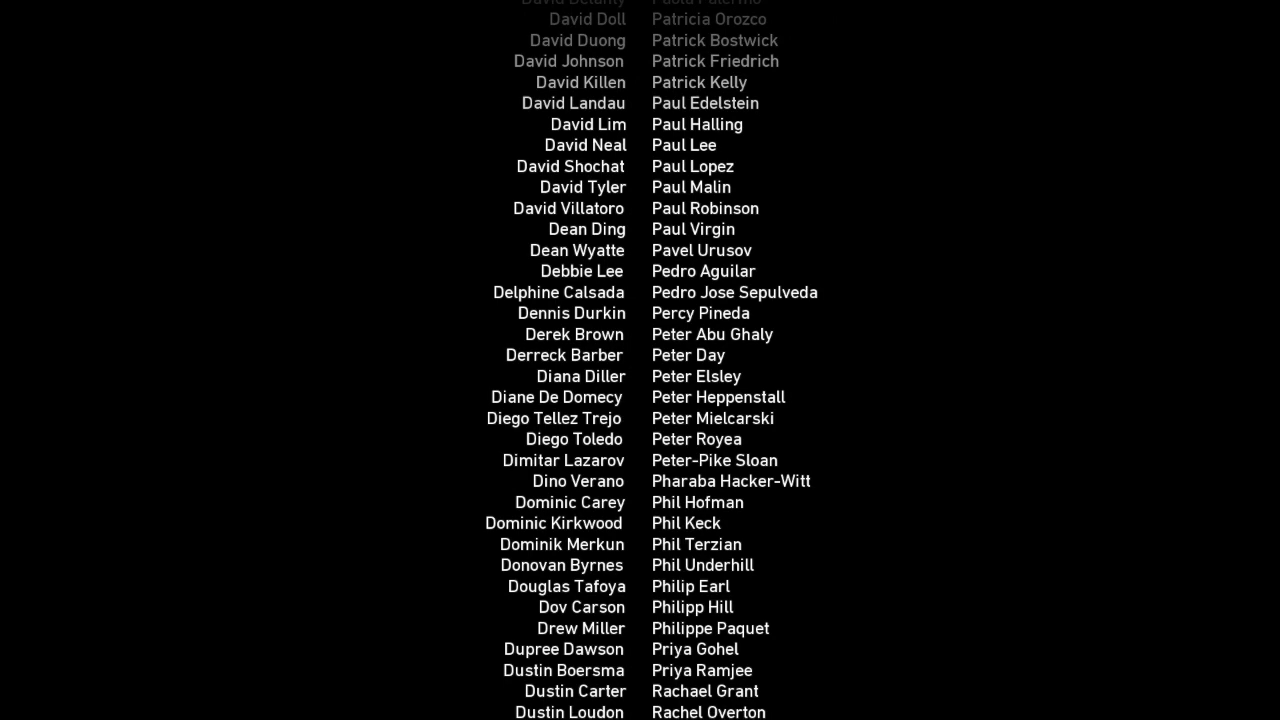 David Doll Patricia Orozco
David Duong Patrick Bostwick
David Johnson Patrick Friedrich
David Killen Patrick Kelly
David Landau Paul Edelstein
David Lim Paul Halling
David Neal Paul Lee
David Shochat Paul Lopez
David Tyler Paul Malin
David Villatoro Paul Robinson
Dean Ding Paul Virgin
Dean Wyatte Pavel Urusov
Debbie Lee Pedro Aguilar
Delphine Calsada Pedro Jose Sepulveda
Dennis Durkin Percy Pineda
Derek Brown Peter Abu Ghaly
Derreck Barber Peter Day
Diana Diller Peter Elsley
Diane De Domecy Peter Heppenstall
Diego Tellez Trejo Peter Mielcarski
Diego Toledo Peter Royea
Dimitar Lazarov Peter-Pike Sloan
Dino Verano Pharaba Hacker-Witt
Dominic Carey Phil Hofman
Dominic Kirkwood Phil Keck
Dominik Merkun Phil Terzian
Donovan Byrnes Phil Underhill
Douglas Tafoya Philip Earl
Dov Carson Philipp Hill
Drew Miller Philippe Paquet
Dupree Dawson Priya Gohel
Dustin Boersma Priya Ramjee
Dustin Carter Rachael Grant
Dustin Loudon Rachel Overton